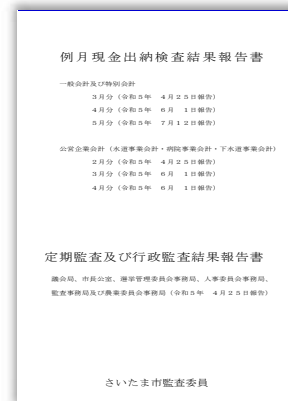 例月現金出納検査結果報告書
一般会計及び特別会計
3月分（令和5年　4月25日報告）
4月分（令和5年　6月　1日報告）
5月分（令和5年　7月12日報告）
公営企業会計（水道事業会計・病院事業会計・下水道事業会計）
2月分（令和5年　4月25日報告）
3月分（令和5年　6月　1日報告）
4月分（令和5年　6月　1日報告）
定期監査及び行政監査結果報告書
議会局、市長公室、選挙管理委員会事務局、人事委員会事務局、
監査事務局及び農業委員会事務局（令和5年　4月25日報告）
さいたま市監査委員